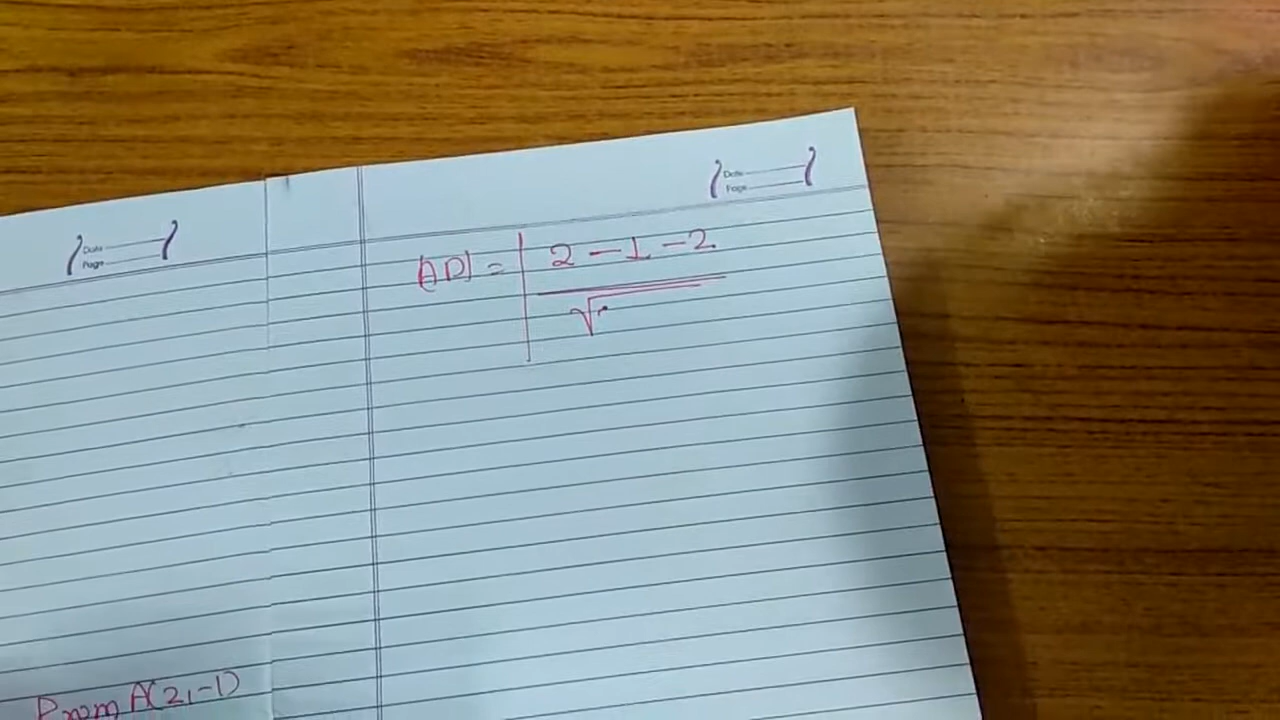 Date
Page
Date
Page
|AD| = | 2 - 1 - 2
√
From A(2,-1)